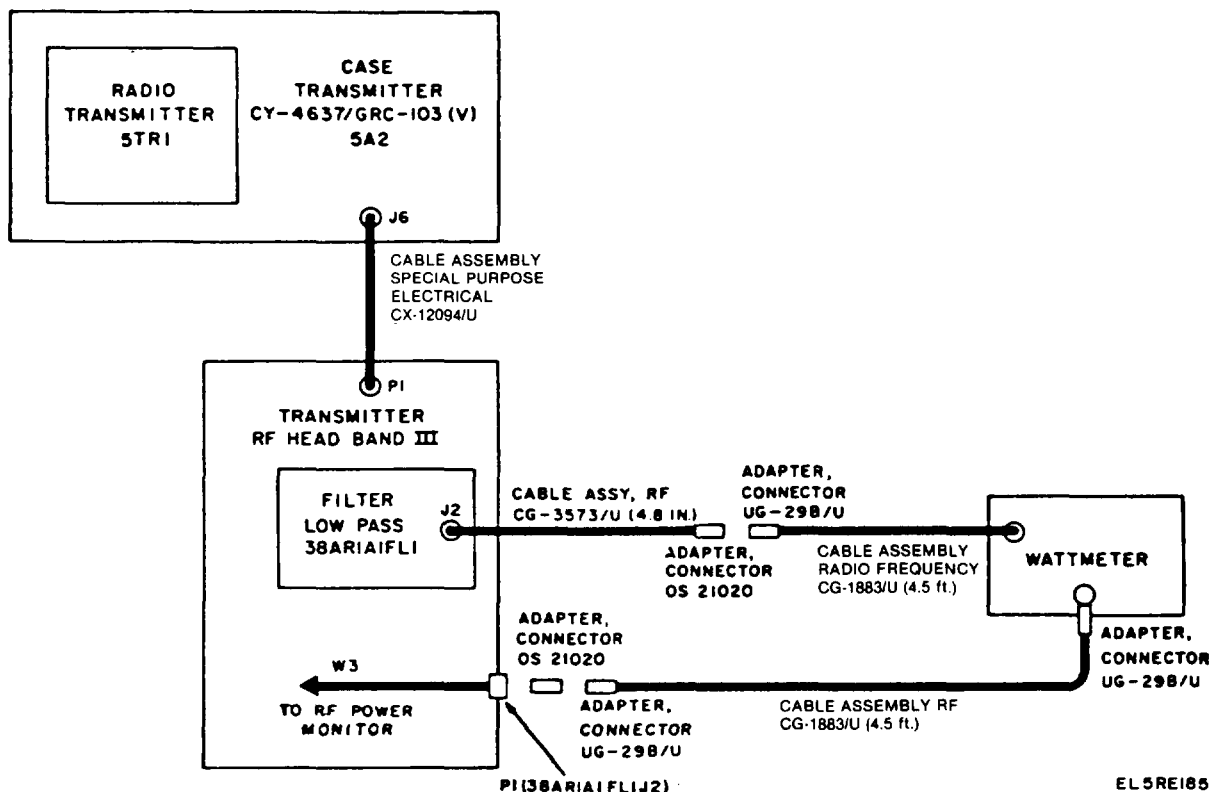 RADIO
TRANSMITTER
5TR1
CASE
TRANSMITTER
CY-4637/GRC-103 (V)
5A2
J6
CABLE ASSEMBLY
SPECIAL PURPOSE
ELECTRICAL
CX-12094/U
P1
TRANSMITTER
RF HEAD BAND III
FILTER
LOW PASS
38AR1A1FL1
J2
CABLE ASSY, RF
CG-3573/U (4.8 IN.)
ADAPTER,
CONNECTOR
OS 21020
ADAPTER,
CONNECTOR
UG-29B/U
CABLE ASSEMBLY
RADIO FREQUENCY
CG-1883/U (4.5 ft.)
WATTMETER
ADAPTER,
CONNECTOR
UG-29B/U
ADAPTER,
CONNECTOR
OS 21020
W3
TO RF POWER
MONITOR
ADAPTER,
CONNECTOR
UG-29B/U
CABLE ASSEMBLY RF
CG-1883/U (4.5 ft.)
P1(38AR1A1FL1J2)
EL5RE185